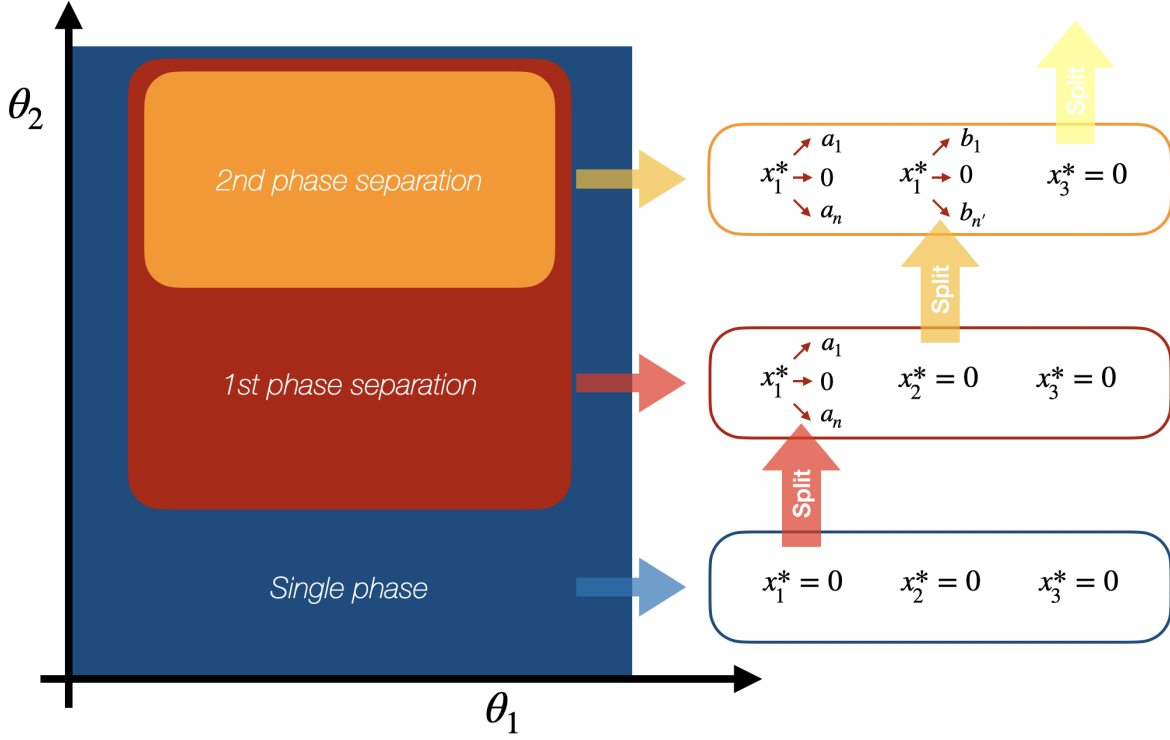 θ₂
2nd phase separation
1st phase separation
Single phase
θ₁
Split
a₁
x₁* 0
aₙ
b₁
x₁* 0
bₙ′
x₃* = 0
Split
a₁
x₁* 0
aₙ
x₂* = 0
x₃* = 0
Split
x₁* = 0
x₂* = 0
x₃* = 0